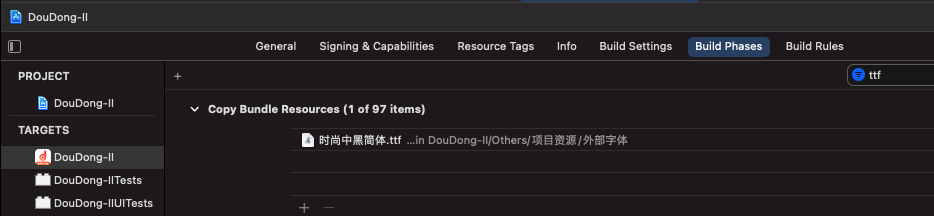 DouDong-II
General Signing & Capabilities Resource Tags Info Build Settings Build Phases Build Rules
PROJECT
DouDong-II
TARGETS
DouDong-II
DouDong-IITests
DouDong-IIUITests
+
ttf
Copy Bundle Resources (1 of 97 items)
时尚中黑简体.ttf ...in DouDong-II/Others/项目资源/外部字体
+ −